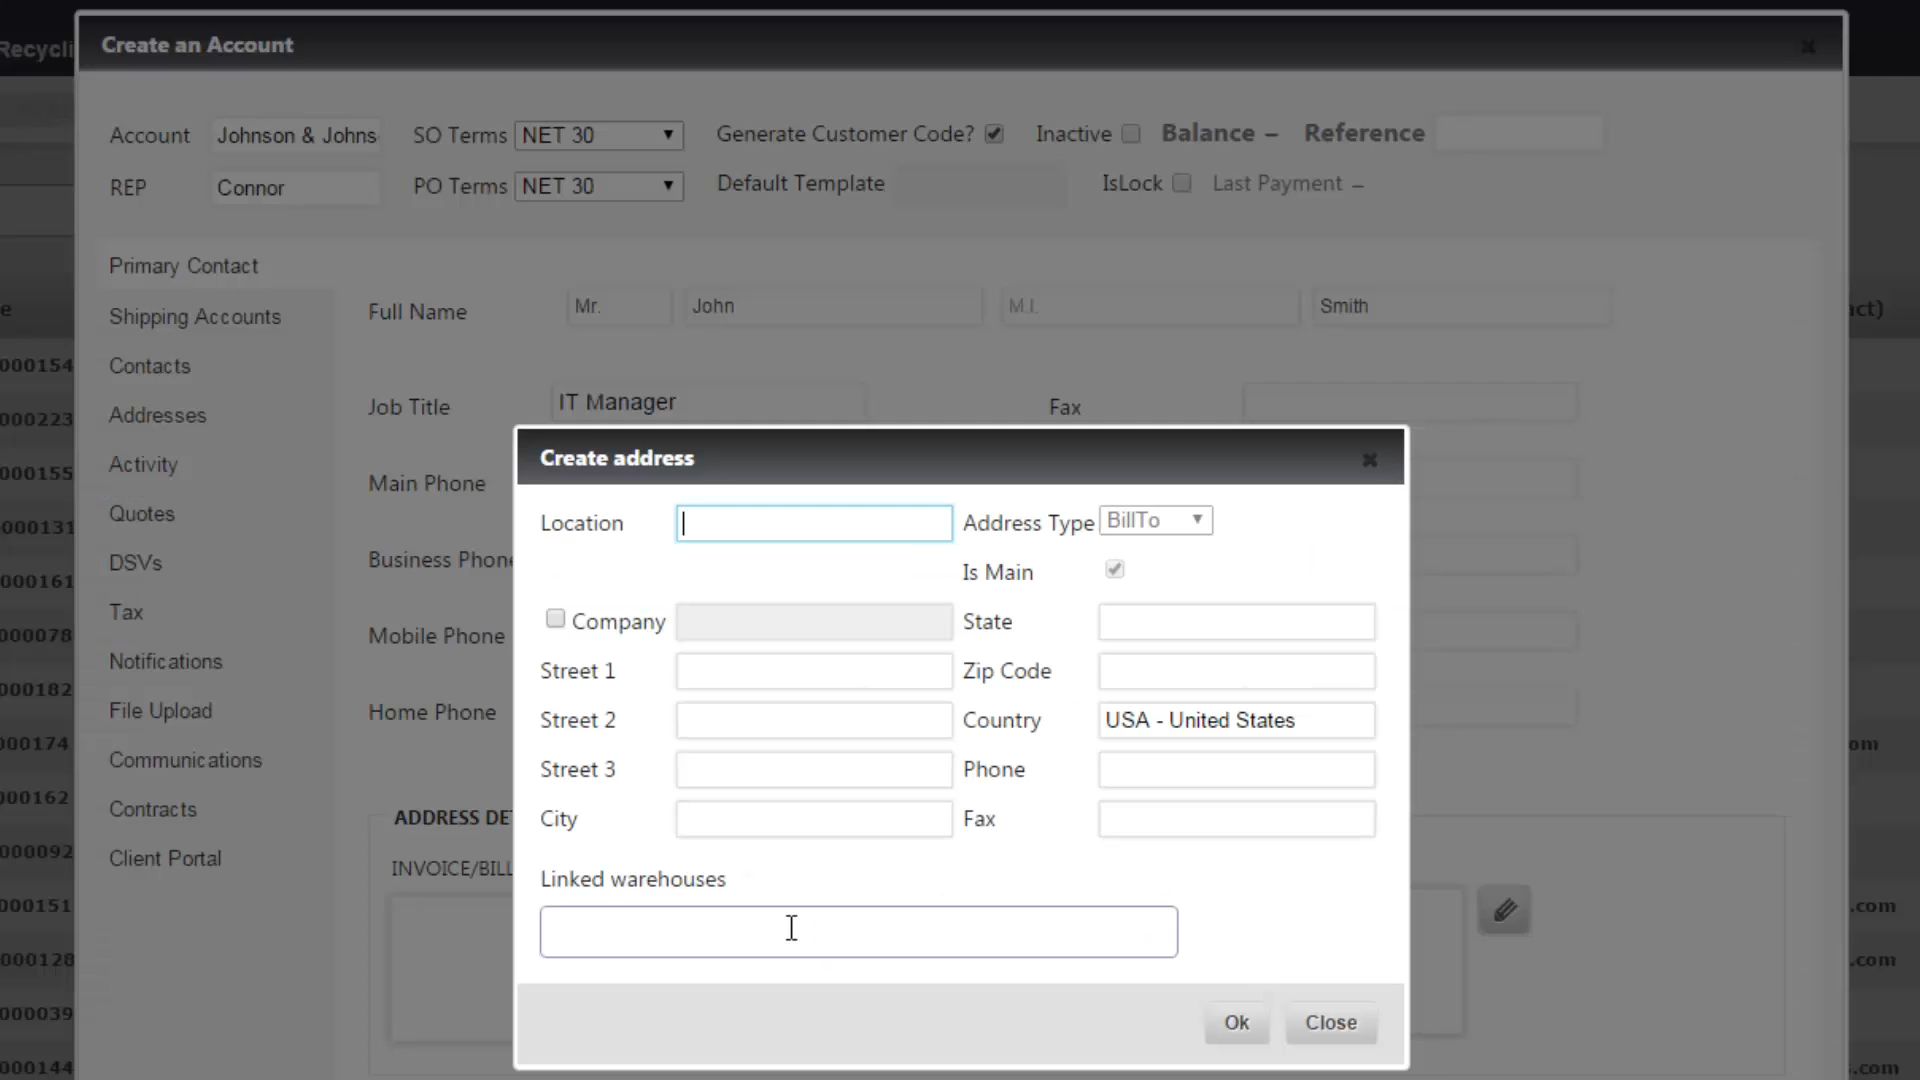 Create an Account
Recycli
Account Johnson & Johns SO Terms NET 30 Generate Customer Code? Inactive Balance – Reference
REP Connor PO Terms NET 30 Default Template IsLock Last Payment –
Primary Contact
Shipping Accounts
Contacts
Addresses
Activity
Quotes
DSVs
Tax
Notifications
File Upload
Communications
Contracts
Client Portal
Full Name Mr. John M.I. Smith
Job Title IT Manager Fax
Main Phone
Business Phone
Mobile Phone
Home Phone
ADDRESS DE
INVOICE/BILL
Create address
Location Address Type BillTo
Is Main
Company State
Street 1 Zip Code
Street 2 Country USA - United States
Street 3 Phone
City Fax
Linked warehouses
Ok Close
e
000154
000223
000155
000131
000161
000078
000182
000174
000162
000092
000151
000128
000039
000144
act)
om
.com
.com
s.com